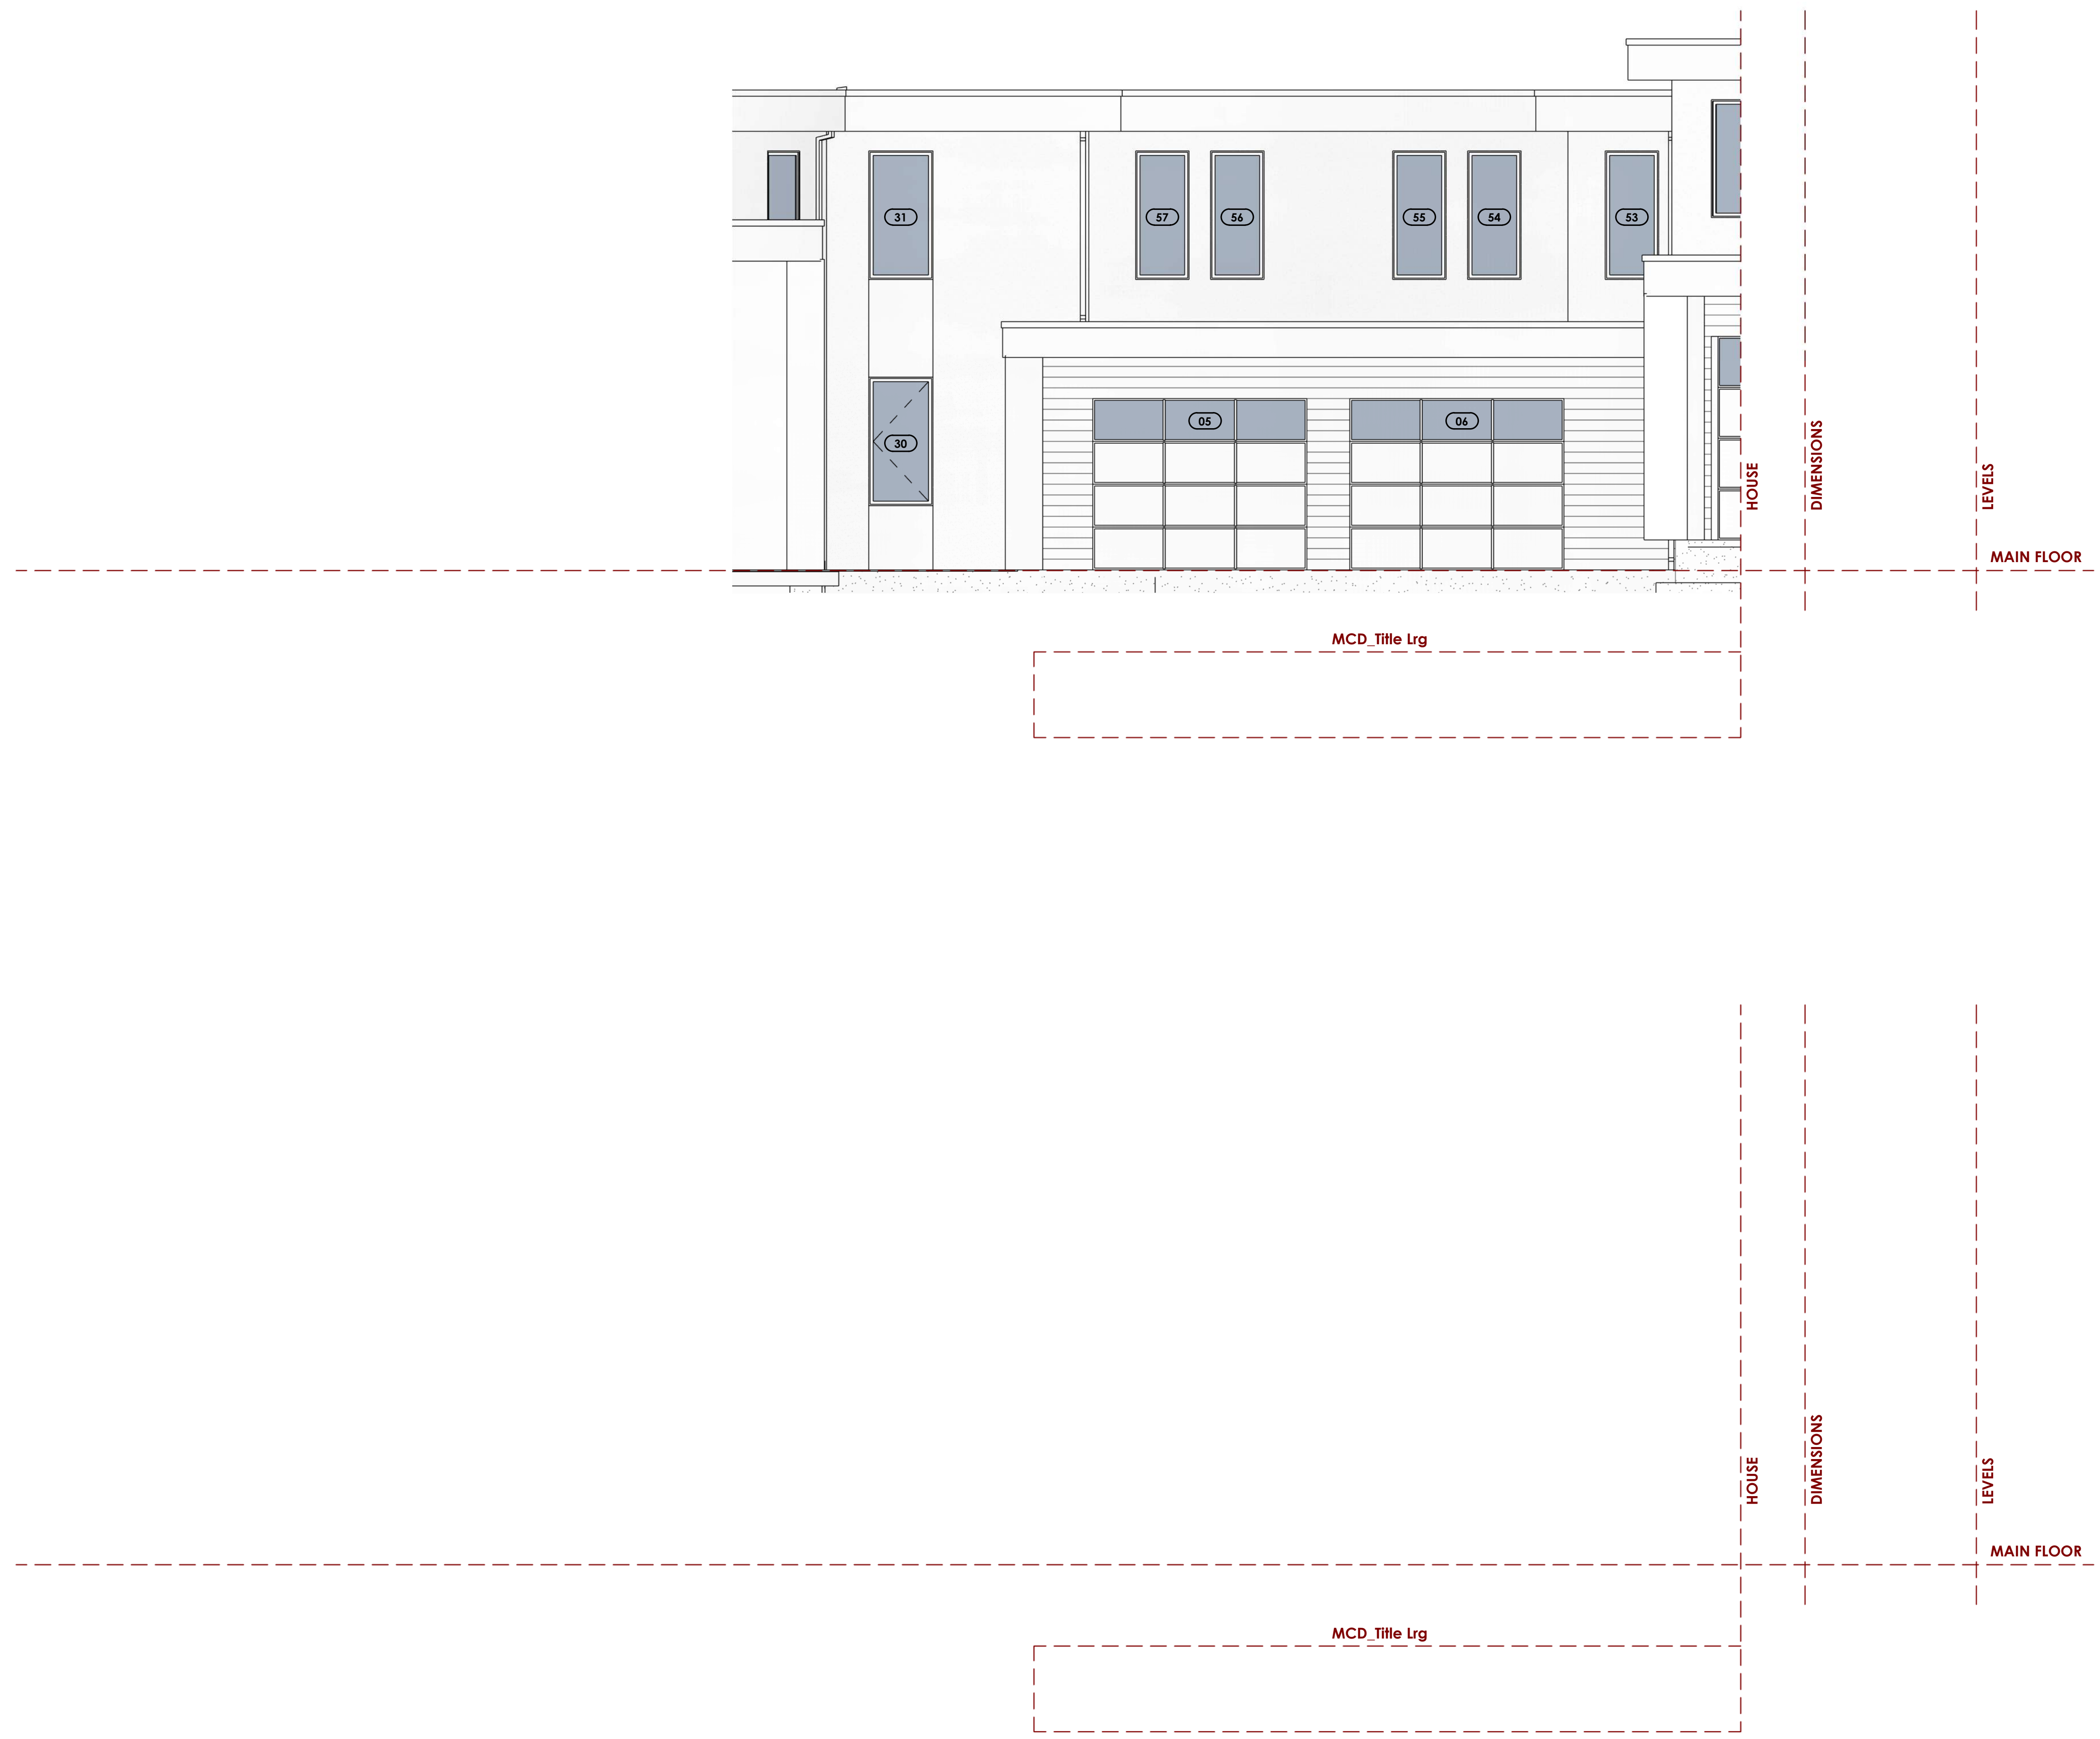 31
57
56
55
54
53
05
06
30
HOUSE
DIMENSIONS
LEVELS
MAIN FLOOR
MCD_Title Lrg
HOUSE
DIMENSIONS
LEVELS
MAIN FLOOR
MCD_Title Lrg